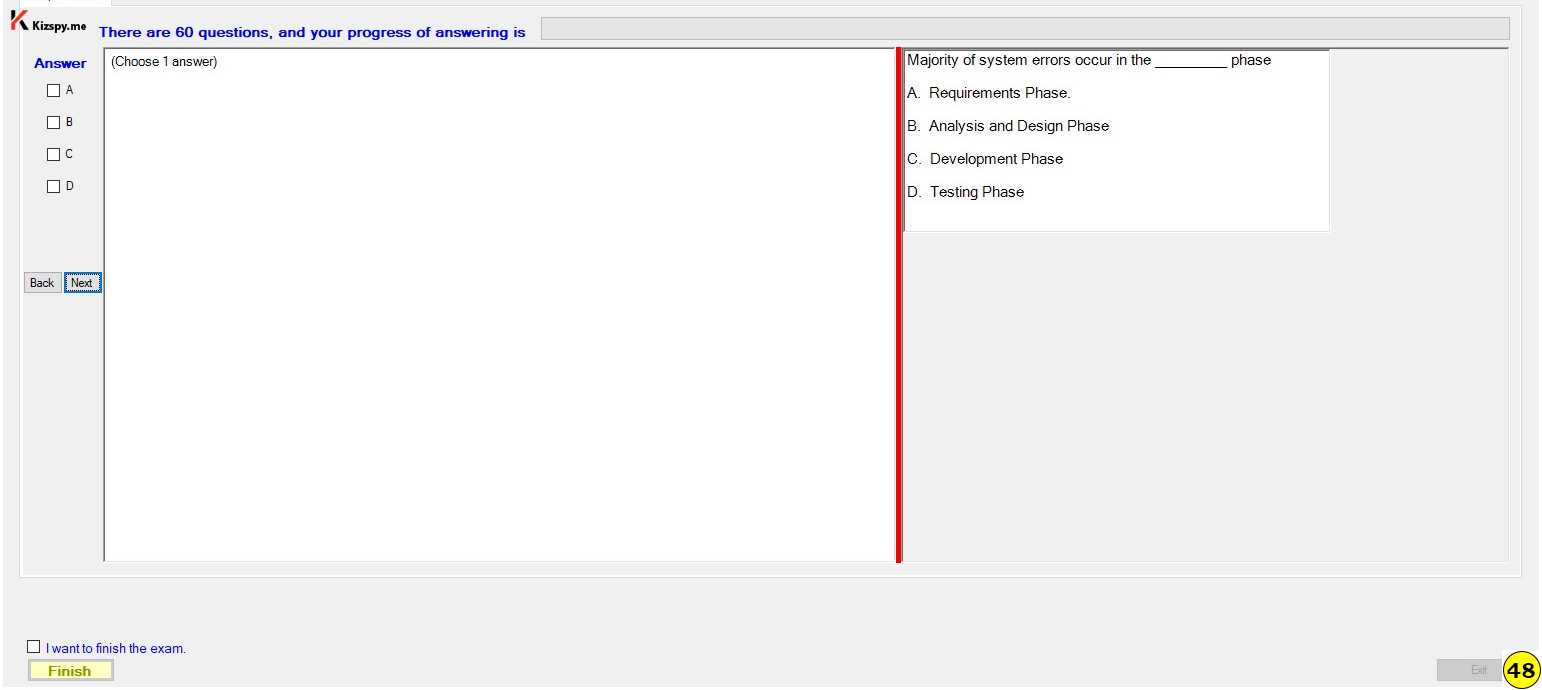 Kizspy.me
There are 60 questions, and your progress of answering is
Answer
(Choose 1 answer)
A
B
C
D
Back
Next
Majority of system errors occur in the _________ phase
A. Requirements Phase.
B. Analysis and Design Phase
C. Development Phase
D. Testing Phase
I want to finish the exam.
Finish
Exit
48